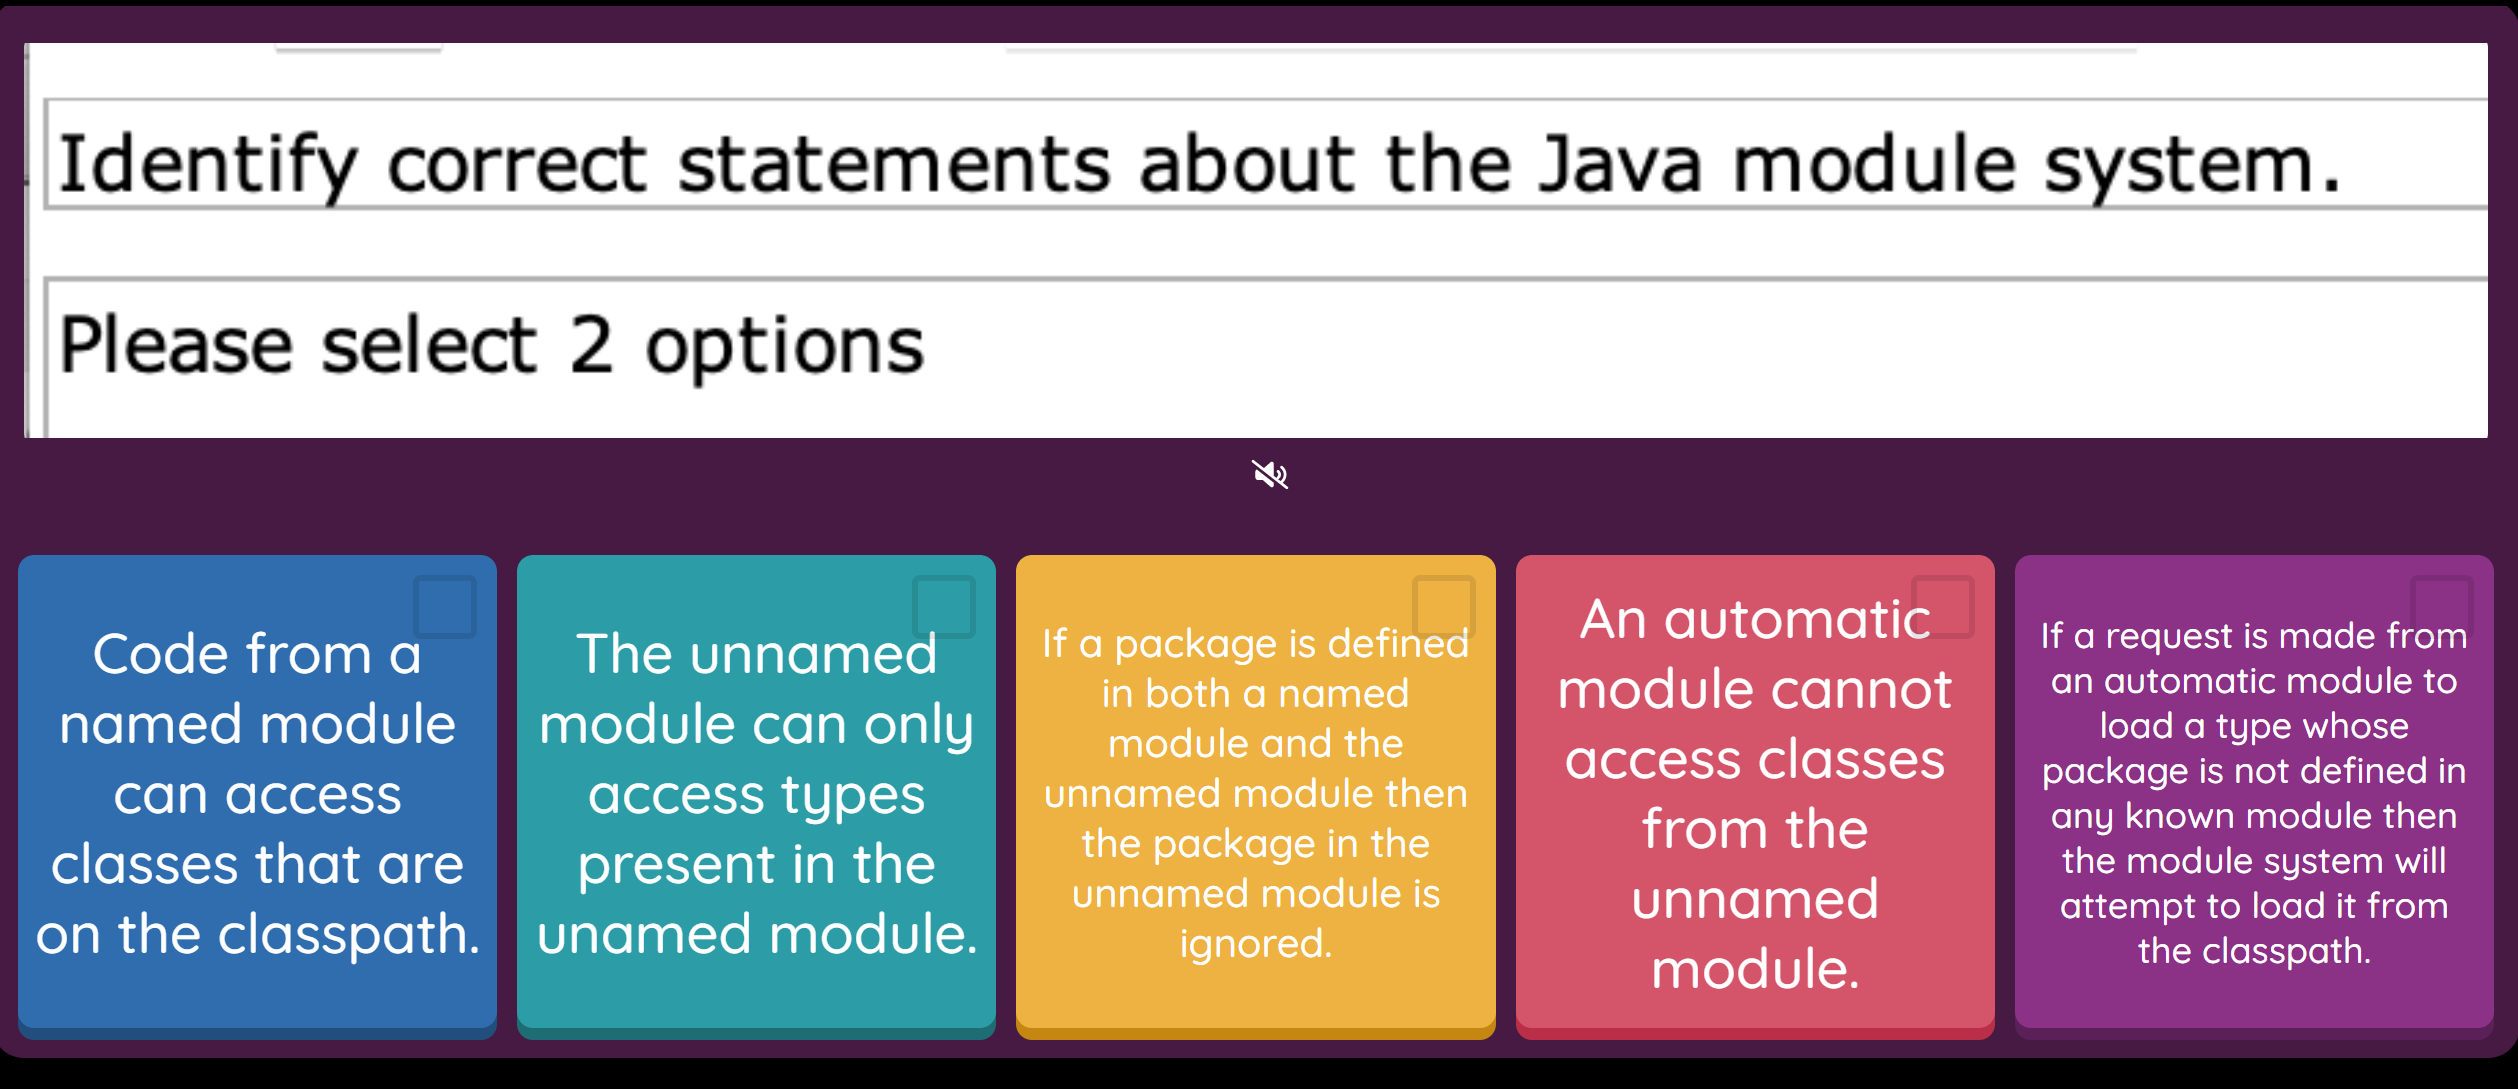 Identify correct statements about the Java module system.
Please select 2 options
Code from a
named module
can access
classes that are
on the classpath.
The unnamed
module can only
access types
present in the
unamed module.
If a package is defined
in both a named
module and the
unnamed module then
the package in the
unnamed module is
ignored.
An automatic
module cannot
access classes
from the
unnamed
module.
If a request is made from
an automatic module to
load a type whose
package is not defined in
any known module then
the module system will
attempt to load it from
the classpath.